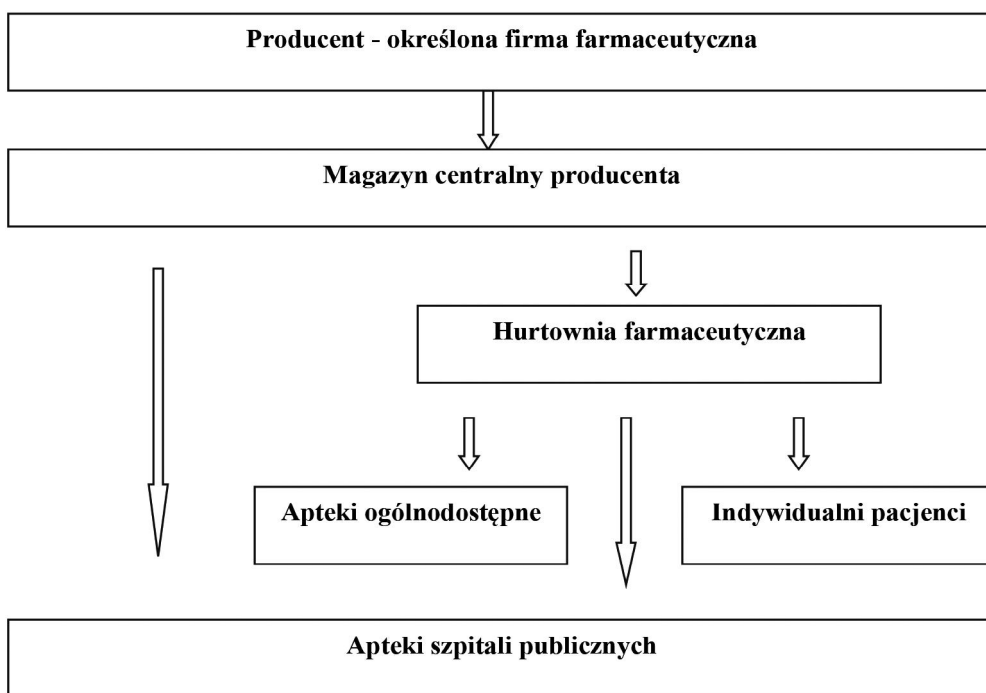 Producent - określona firma farmaceutyczna
Magazyn centralny producenta
Hurtownia farmaceutyczna
Apteki ogólnodostępne
Indywidualni pacjenci
Apteki szpitali publicznych